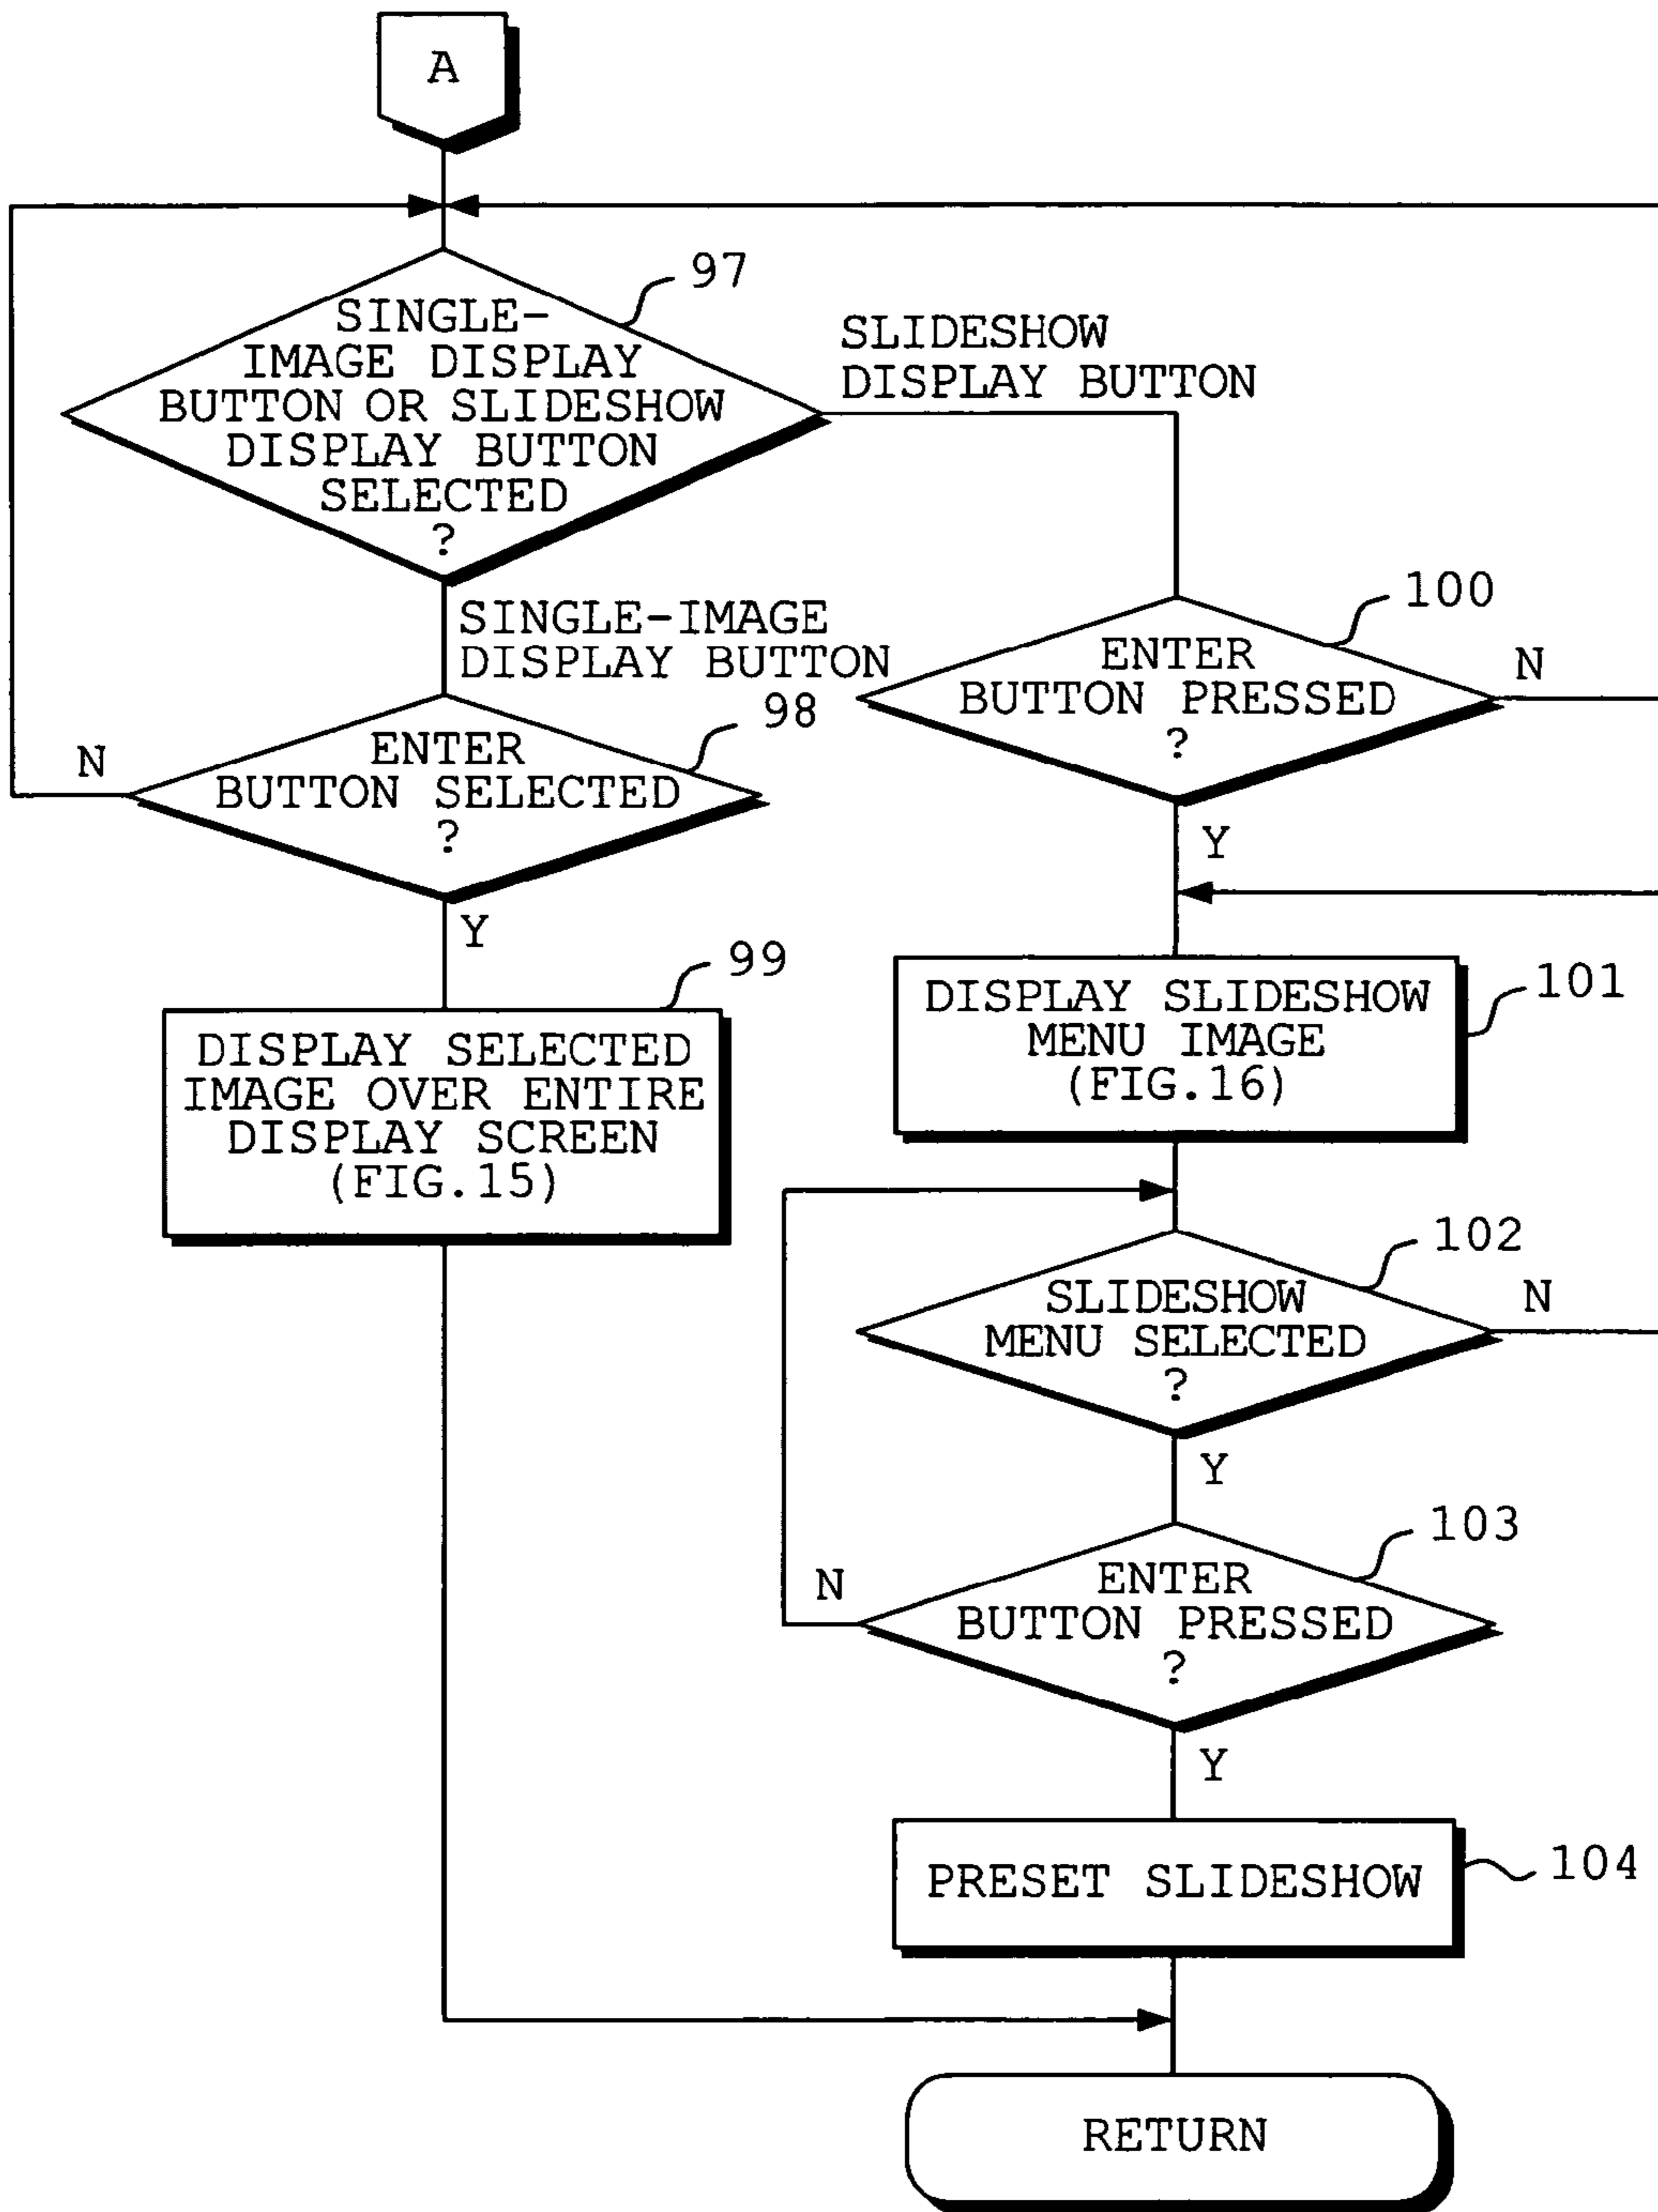 A
97
SINGLE-
IMAGE DISPLAY
BUTTON OR SLIDESHOW
DISPLAY BUTTON
SELECTED
?
SLIDESHOW
DISPLAY BUTTON
SINGLE-IMAGE
DISPLAY BUTTON
98
ENTER
BUTTON SELECTED
?
N
Y
99
DISPLAY SELECTED
IMAGE OVER ENTIRE
DISPLAY SCREEN
(FIG.15)
100
ENTER
BUTTON PRESSED
?
N
Y
101
DISPLAY SLIDESHOW
MENU IMAGE
(FIG.16)
102
SLIDESHOW
MENU SELECTED
?
N
Y
103
ENTER
BUTTON PRESSED
?
N
Y
PRESET SLIDESHOW
104
RETURN